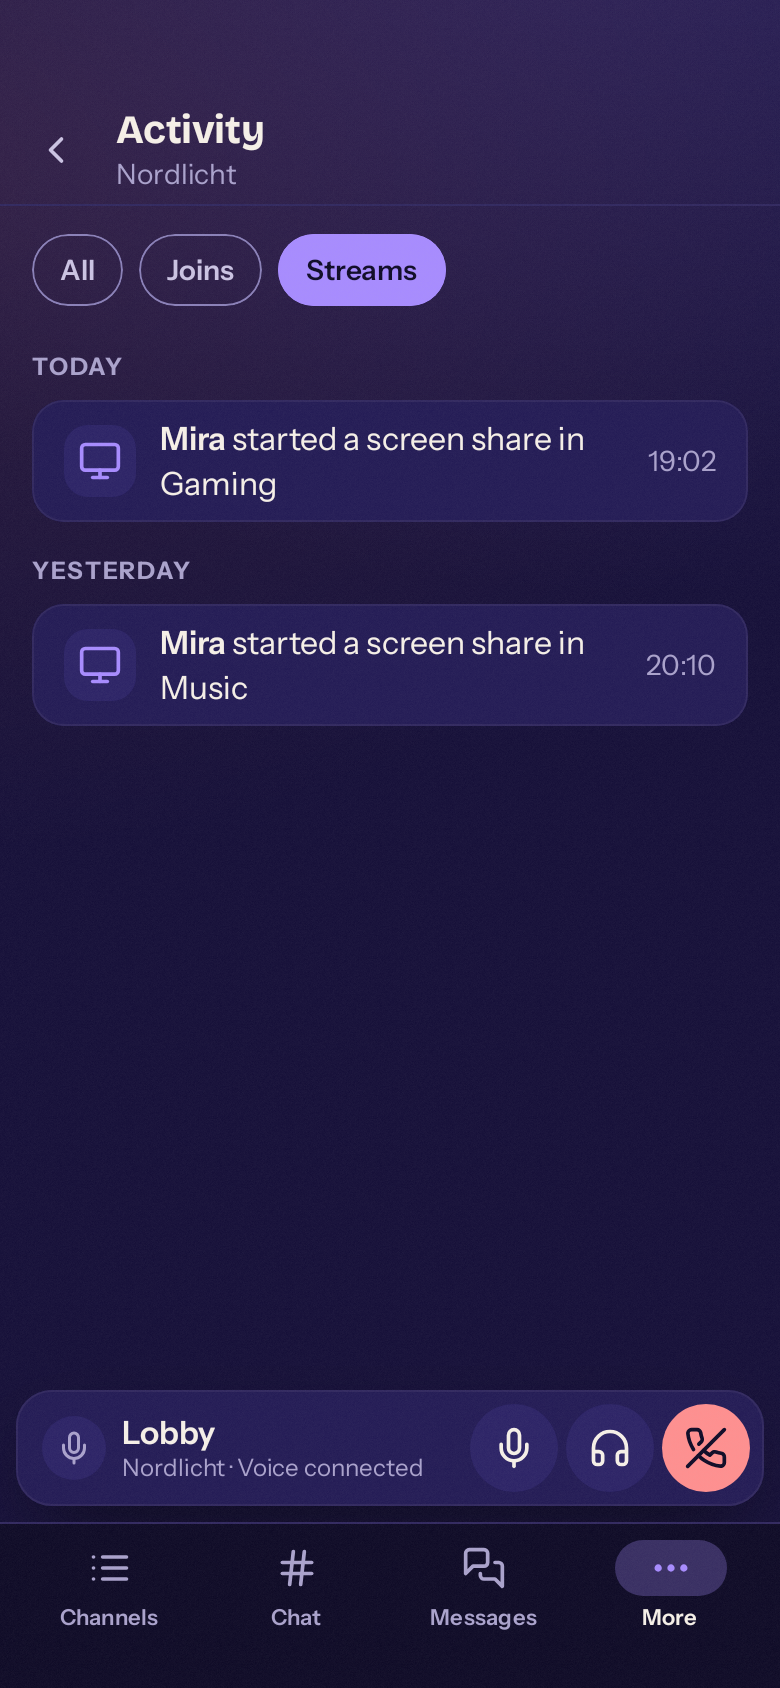 Activity
Nordlicht
All
Joins
Streams
TODAY
Mira started a screen share in
Gaming
19:02
YESTERDAY
Mira started a screen share in
Music
20:10
Lobby
Nordlicht · Voice connected
Channels
Chat
Messages
More